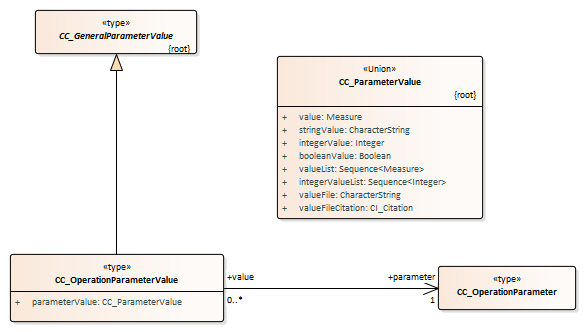 «type»
CC_GeneralParameterValue
{root}
«Union»
CC_ParameterValue
{root}
+ value: Measure
+ stringValue: CharacterString
+ integerValue: Integer
+ booleanValue: Boolean
+ valueList: Sequence<Measure>
+ integerValueList: Sequence<Integer>
+ valueFile: CharacterString
+ valueFileCitation: CI_Citation
«type»
CC_OperationParameterValue
+ parameterValue: CC_ParameterValue
+value
0..*
+parameter
1
«type»
CC_OperationParameter